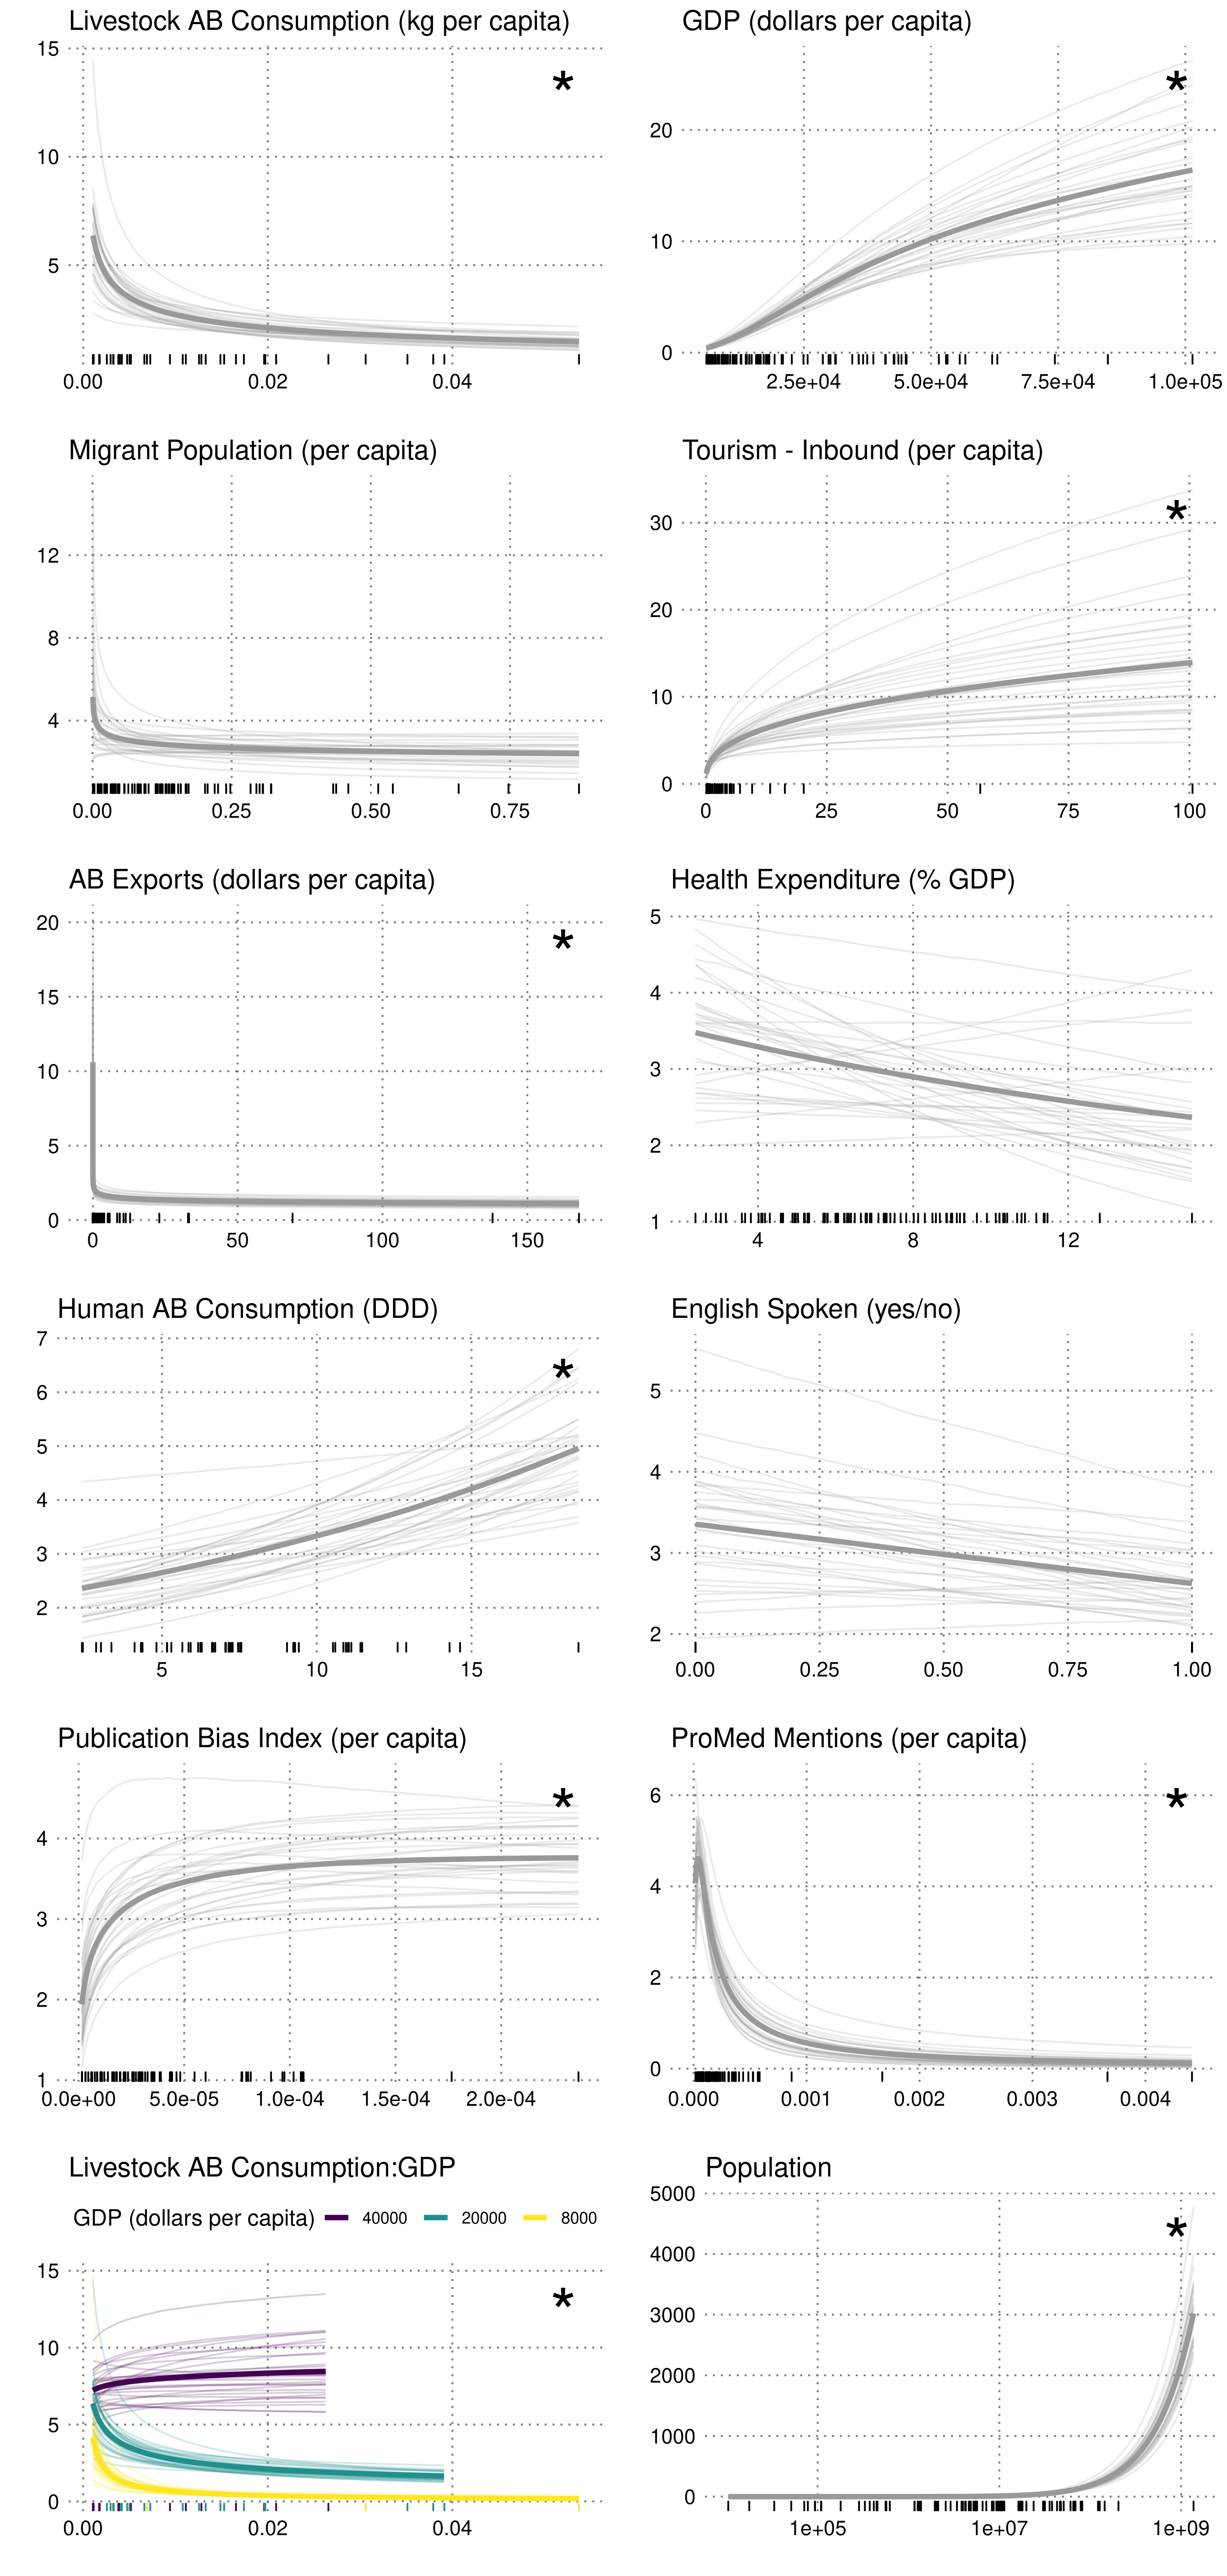 Livestock AB Consumption (kg per capita)
15
10
5
0.00 0.02 0.04
*
GDP (dollars per capita)
20
10
0
2.5e+04 5.0e+04 7.5e+04 1.0e+05
*
Migrant Population (per capita)
12
8
4
0.00 0.25 0.50 0.75
Tourism - Inbound (per capita)
30
20
10
0
0 25 50 75 100
*
AB Exports (dollars per capita)
20
15
10
5
0
0 50 100 150
*
Health Expenditure (% GDP)
5
4
3
2
1
4 8 12
Human AB Consumption (DDD)
7
6
5
4
3
2
5 10 15
*
English Spoken (yes/no)
5
4
3
2
0.00 0.25 0.50 0.75 1.00
Publication Bias Index (per capita)
4
3
2
1
0.0e+00 5.0e-05 1.0e-04 1.5e-04 2.0e-04
*
ProMed Mentions (per capita)
6
4
2
0
0.000 0.001 0.002 0.003 0.004
*
Livestock AB Consumption:GDP
GDP (dollars per capita) 40000 20000 8000
15
10
5
0
0.00 0.02 0.04
*
Population
5000
4000
3000
2000
1000
0
1e+05 1e+07 1e+09
*